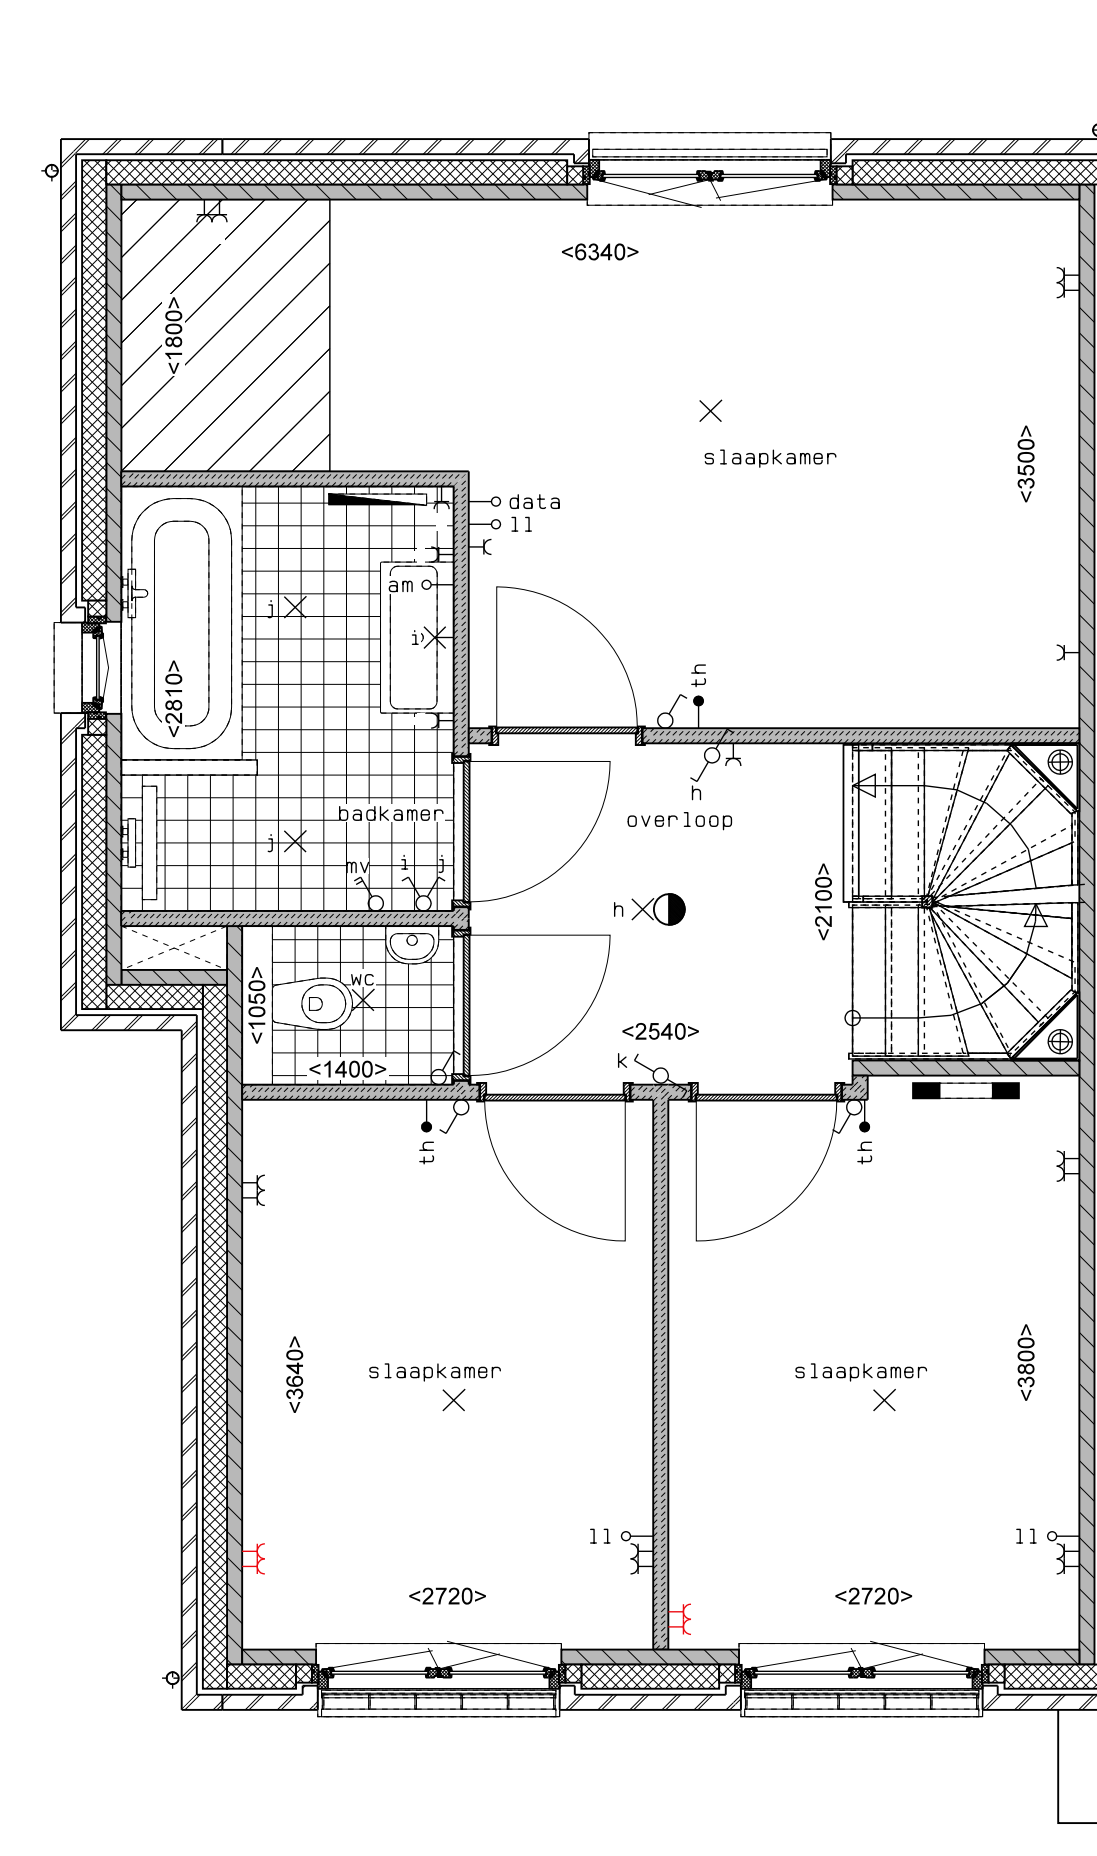 <6340>
<1800>
slaapkamer
<3500>
data
ll
am
j
i
th
<2810>
h
badkamer
overloop
j
mv
i
j
<2100>
h
wc
<1050>
<2540>
k
<1400>
th
th
<3640>
slaapkamer
slaapkamer
<3800>
ll
ll
<2720>
<2720>